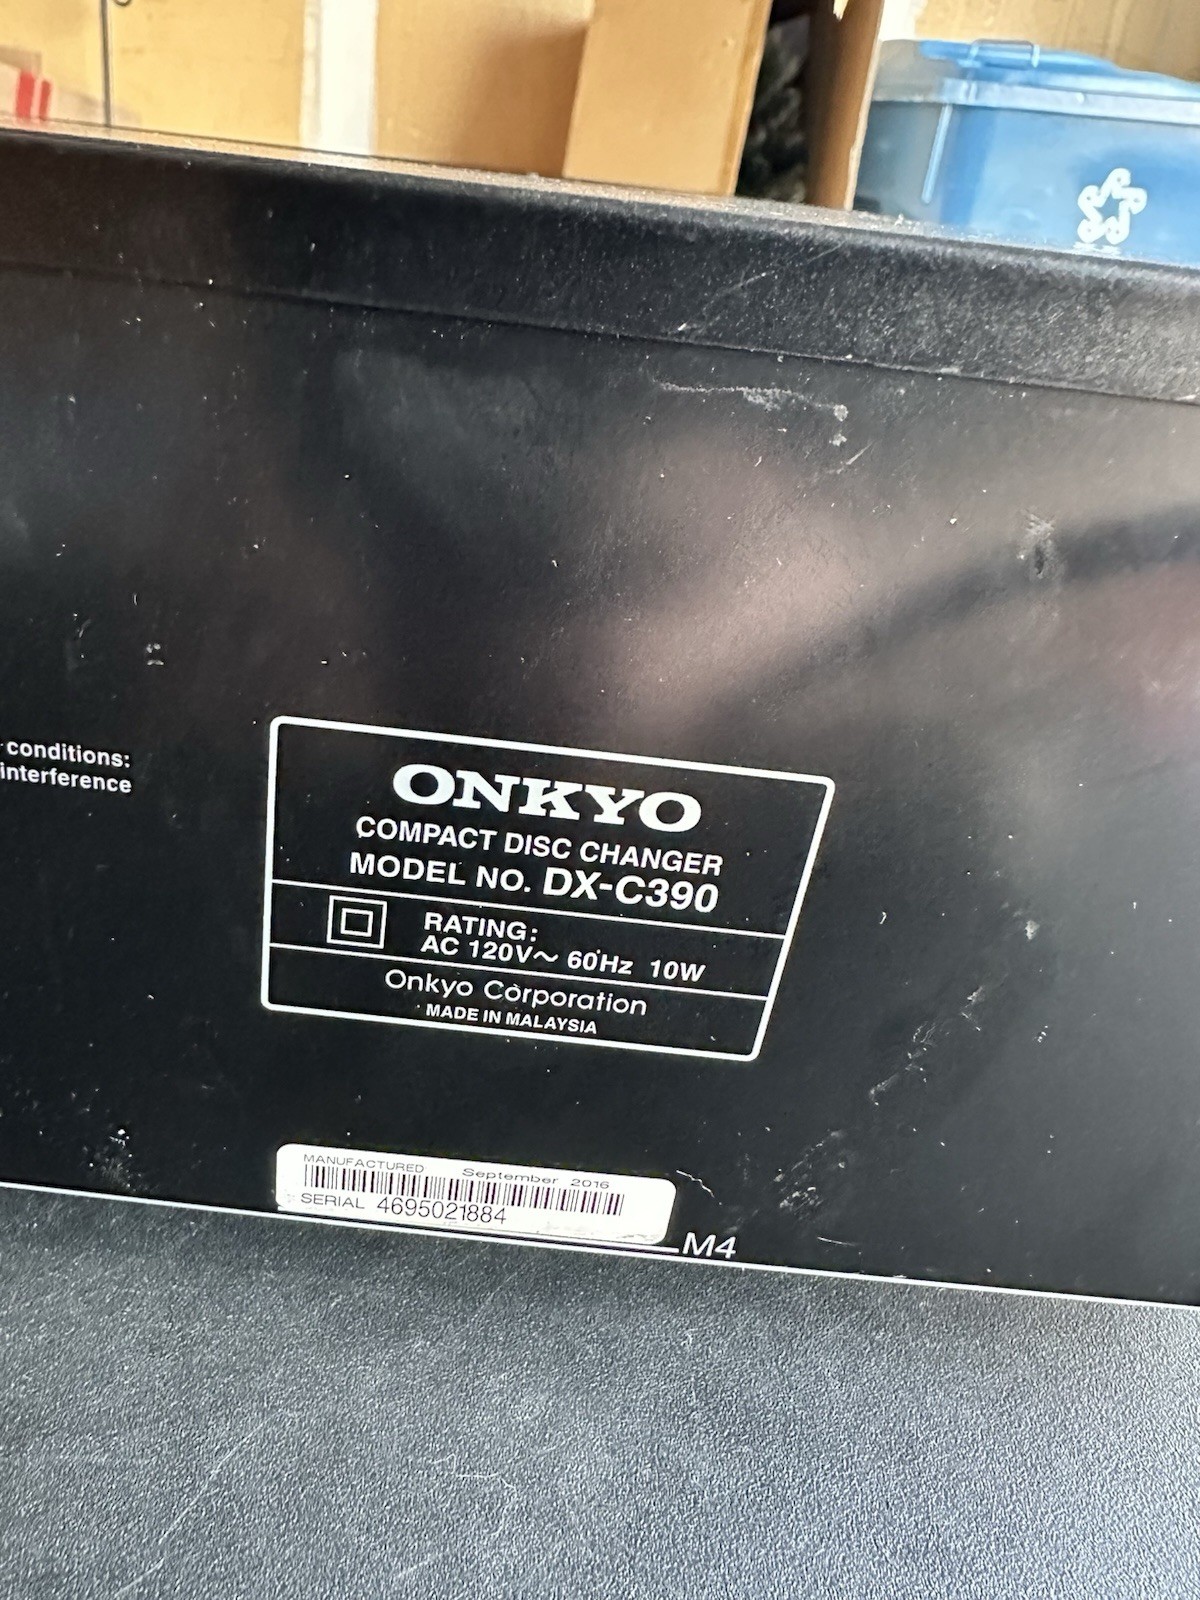 conditions:
interference
ONKYO
COMPACT DISC CHANGER
MODEL NO. DX-C390
RATING:
AC 120V～ 60Hz 10W
Onkyo Corporation
MADE IN MALAYSIA
MANUFACTURED September 2016
SERIAL 4695021884
M4